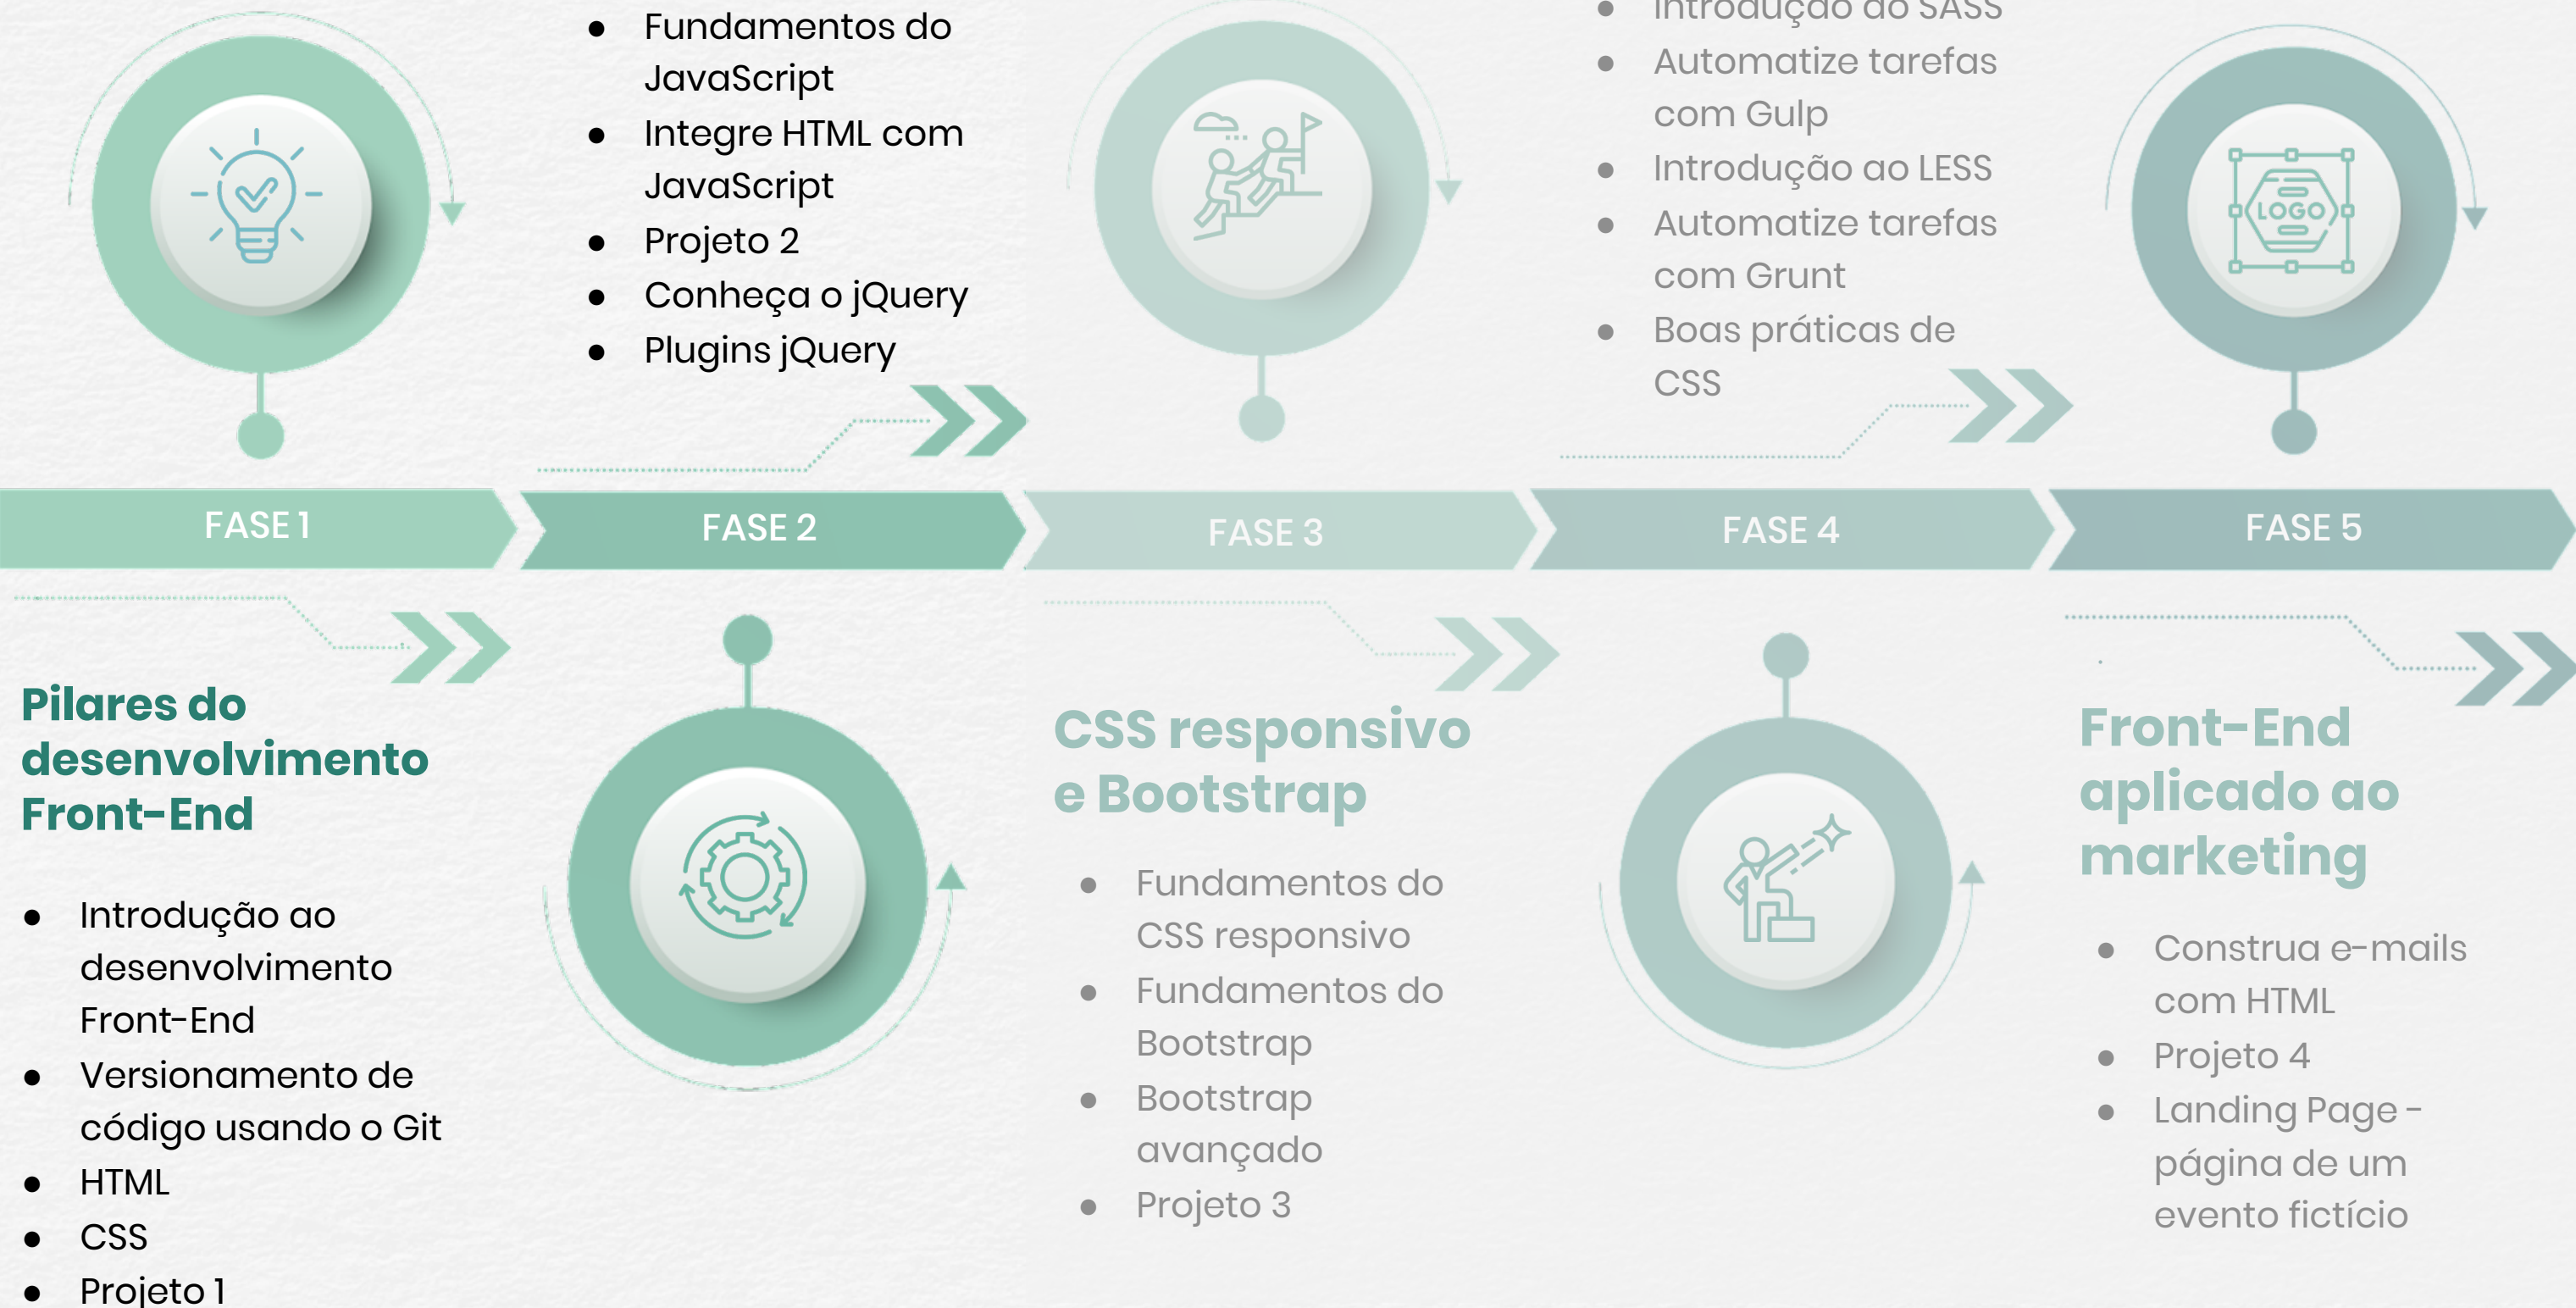 ● Fundamentos do
JavaScript
● Integre HTML com
JavaScript
● Projeto 2
● Conheça o jQuery
● Plugins jQuery
● Introdução ao SASS
● Automatize tarefas
com Gulp
● Introdução ao LESS
● Automatize tarefas
com Grunt
● Boas práticas de
CSS
LOGO
FASE 1
FASE 2
FASE 3
FASE 4
FASE 5
Pilares do
desenvolvimento
Front-End
● Introdução ao
desenvolvimento
Front-End
● Versionamento de
código usando o Git
● HTML
● CSS
● Projeto 1
CSS responsivo
e Bootstrap
● Fundamentos do
CSS responsivo
● Fundamentos do
Bootstrap
● Bootstrap
avançado
● Projeto 3
Front-End
aplicado ao
marketing
● Construa e-mails
com HTML
● Projeto 4
● Landing Page -
página de um
evento fictício